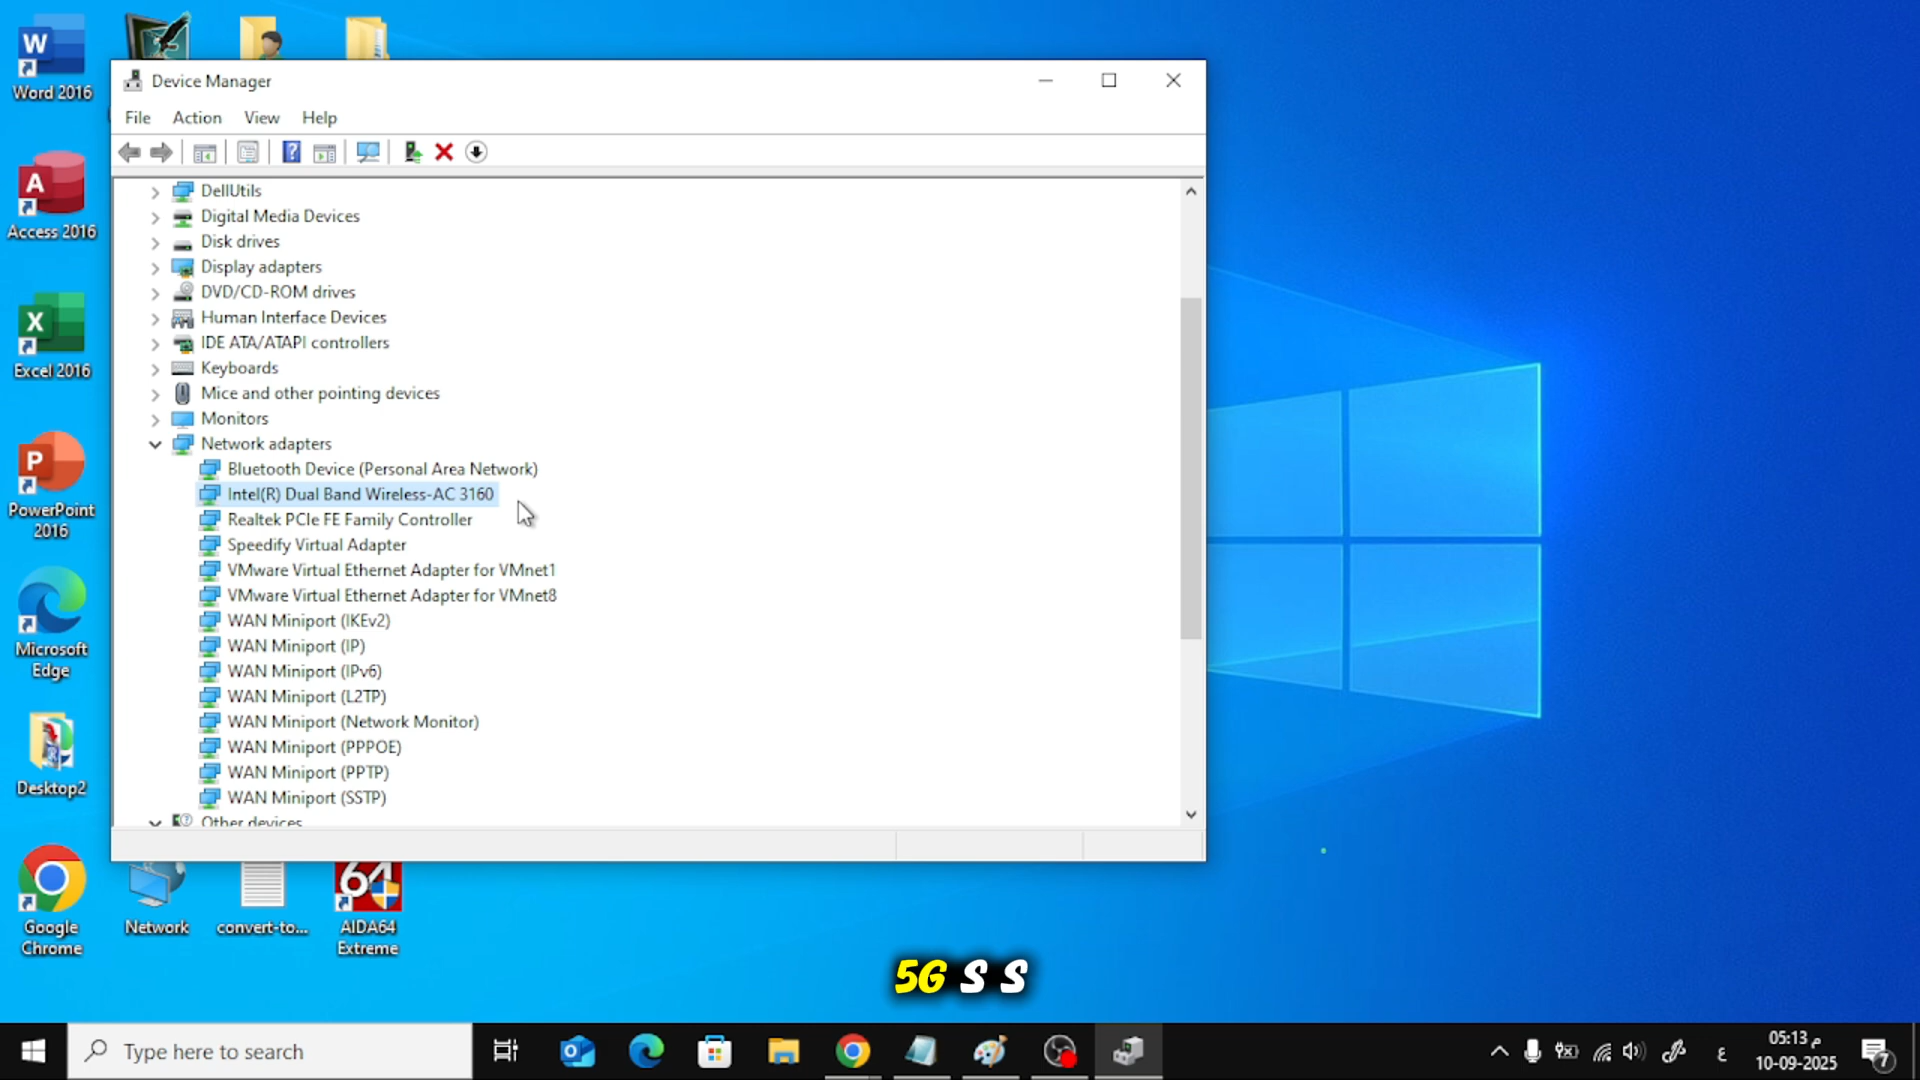 Word 2016
Access 2016
Excel 2016
PowerPoint
2016
Microsoft
Edge
Desktop2
Google
Chrome
Network
convert-to...
64
AIDA64
Extreme
Device Manager
File Action View Help
DellUtils
Digital Media Devices
Disk drives
Display adapters
DVD/CD-ROM drives
Human Interface Devices
IDE ATA/ATAPI controllers
Keyboards
Mice and other pointing devices
Monitors
Network adapters
Bluetooth Device (Personal Area Network)
Intel(R) Dual Band Wireless-AC 3160
Realtek PCIe FE Family Controller
Speedify Virtual Adapter
VMware Virtual Ethernet Adapter for VMnet1
VMware Virtual Ethernet Adapter for VMnet8
WAN Miniport (IKEv2)
WAN Miniport (IP)
WAN Miniport (IPv6)
WAN Miniport (L2TP)
WAN Miniport (Network Monitor)
WAN Miniport (PPPOE)
WAN Miniport (PPTP)
WAN Miniport (SSTP)
Other devices
5G S S
Type here to search
ع
05:13 م
10-09-2025
7